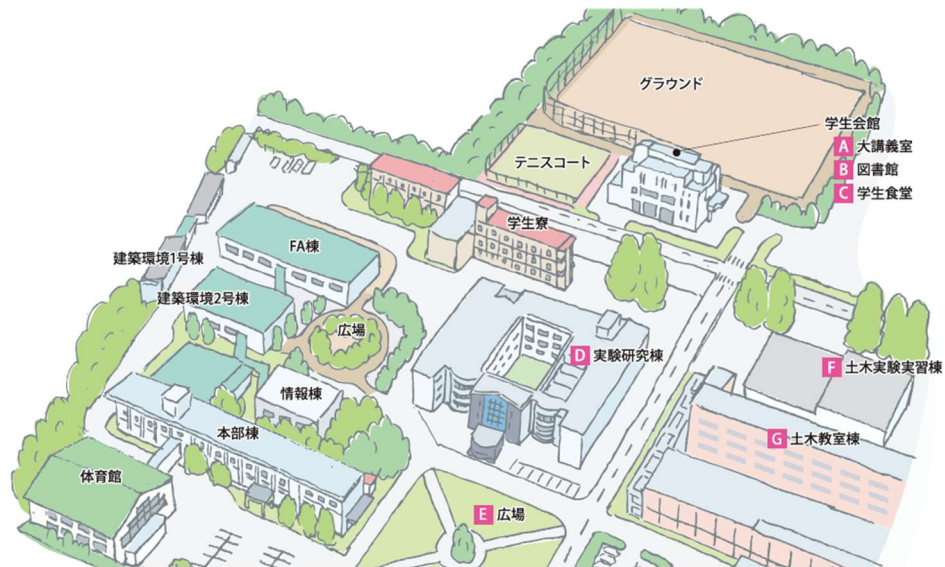 グラウンド
学生会館
A 大講義室
B 図書館
C 学生食堂
テニスコート
学生寮
FA棟
建築環境1号棟
建築環境2号棟
広場
D 実験研究棟
F 土木実験実習棟
情報棟
本部棟
G 土木教室棟
体育館
E 広場